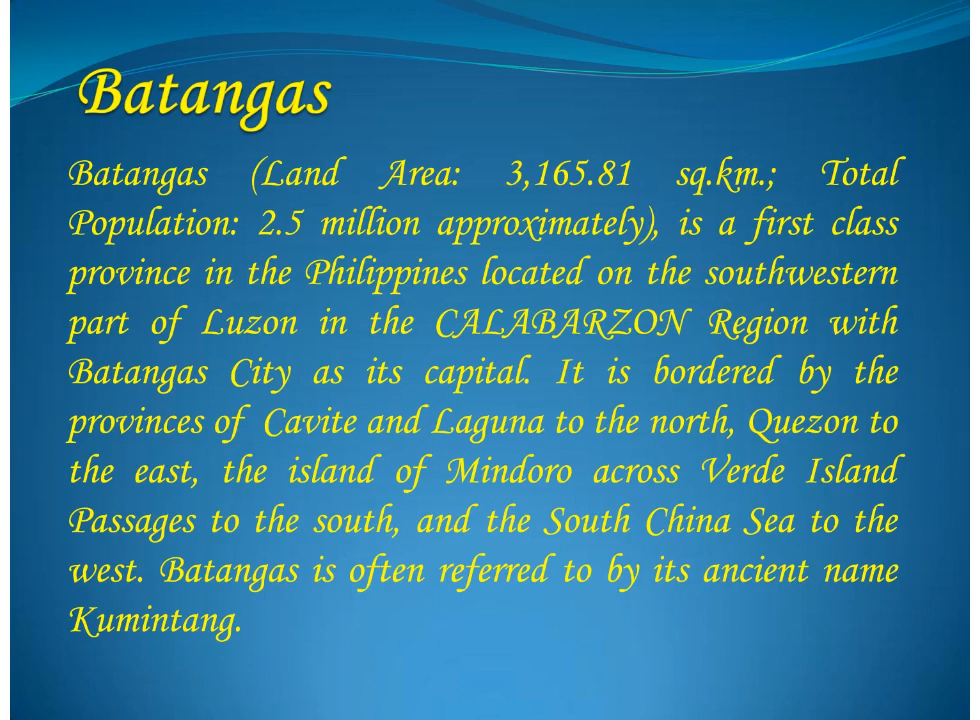 Batangas
Batangas (Land Area: 3,165.81 sq.km.; Total
Population: 2.5 million approximately), is a first class
province in the Philippines located on the southwestern
part of Luzon in the CALABARZON Region with
Batangas City as its capital. It is bordered by the
provinces of Cavite and Laguna to the north, Quezon to
the east, the island of Mindoro across Verde Island
Passages to the south, and the South China Sea to the
west. Batangas is often referred to by its ancient name
Kumintang.